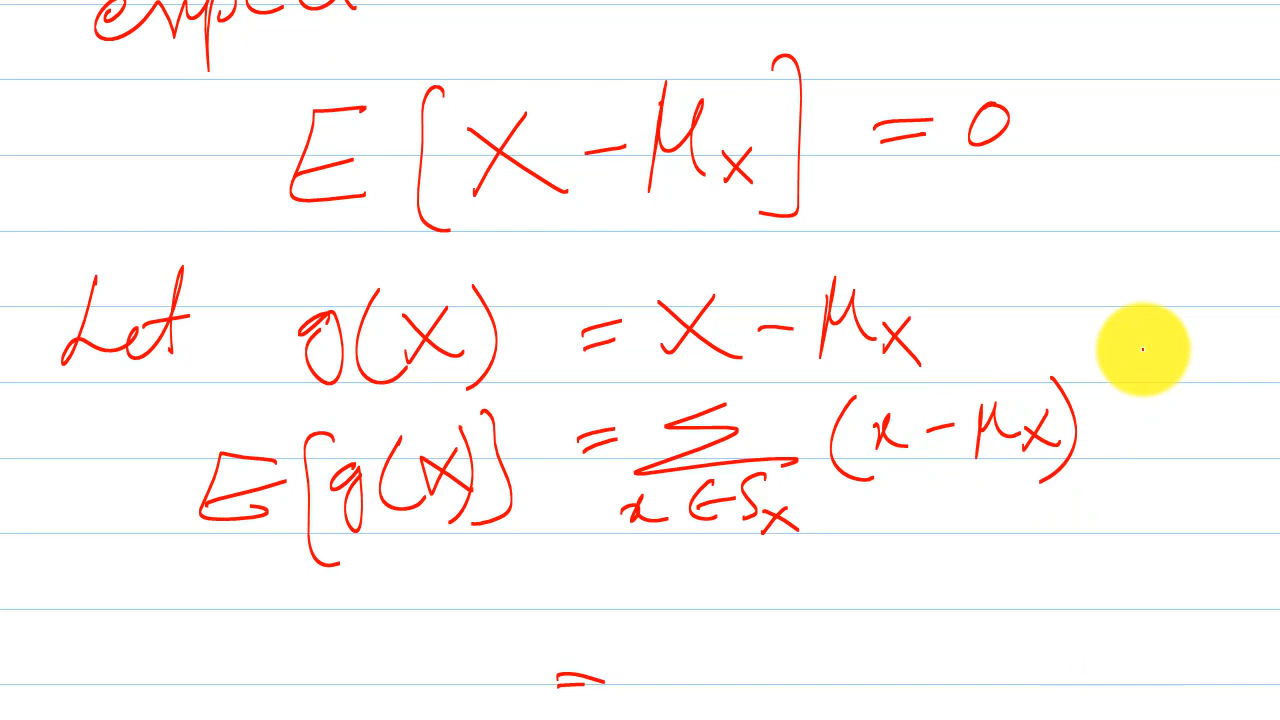 E[X - μ_X] = 0
Let g(X) = X - μ_X
E[g(X)] = Σ_{x ∈ S_X} (x - μ_X)
=